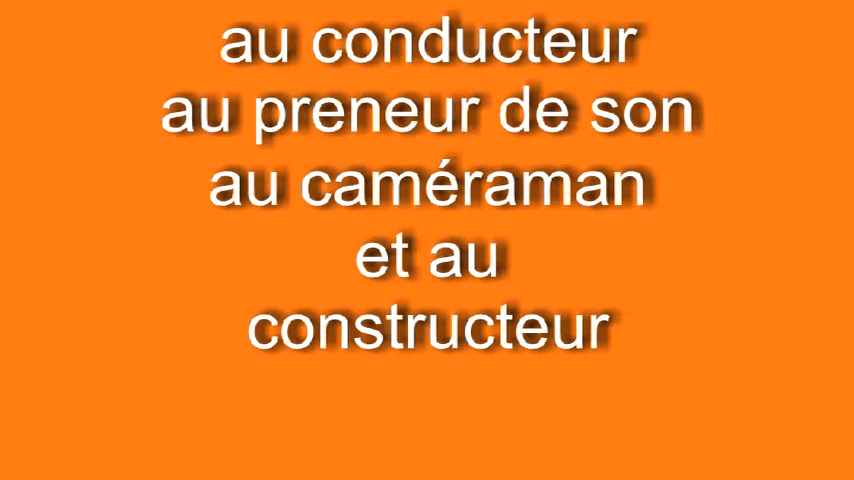 au conducteur
au preneur de son
au caméraman
et au
constructeur